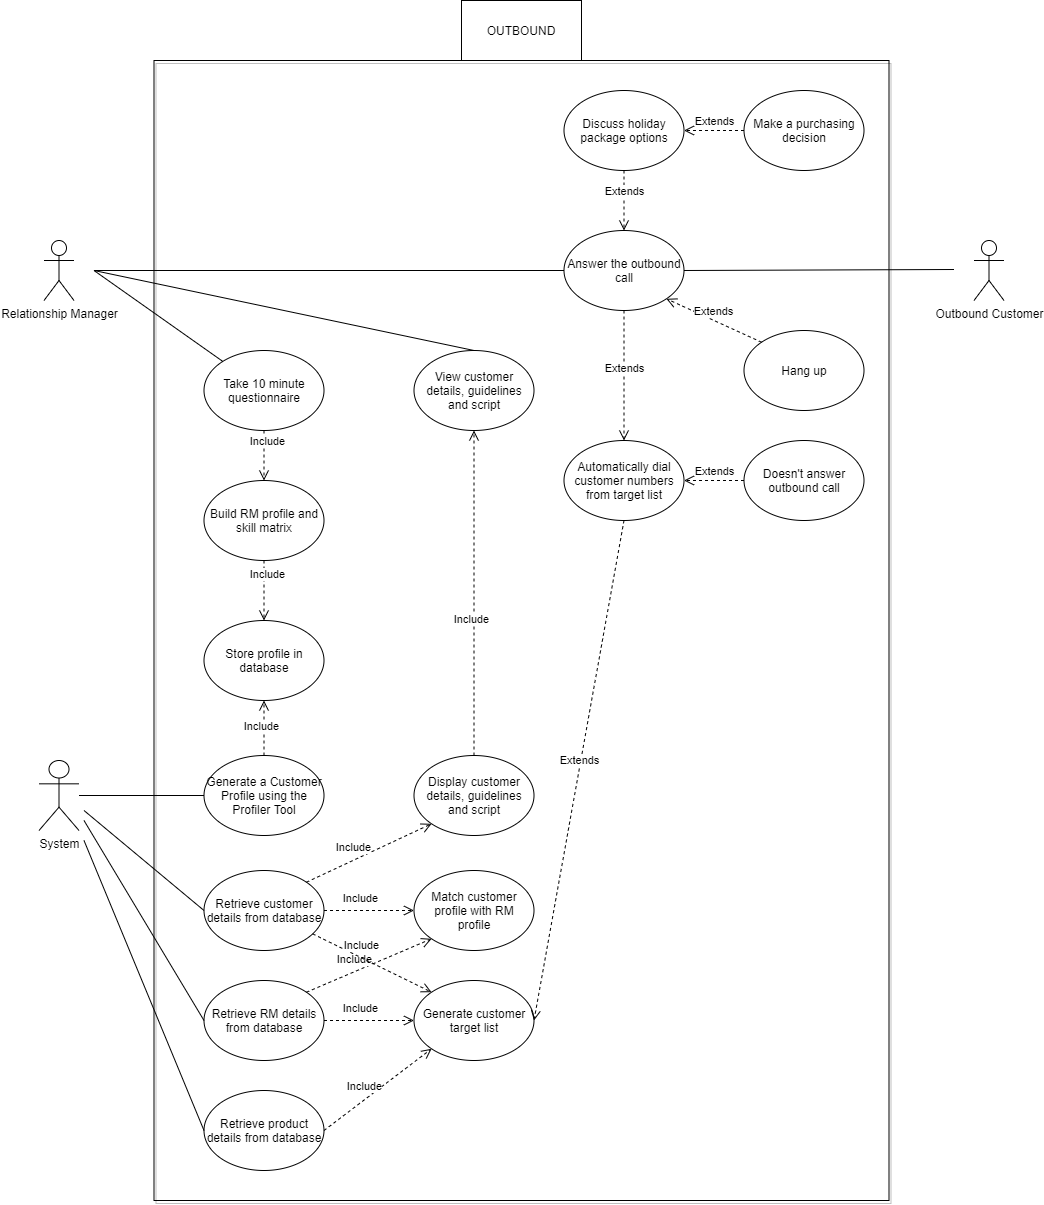 OUTBOUND
Discuss holiday
package options
Extends
Make a purchasing
decision
Extends
Relationship Manager
Answer the outbound
call
Outbound Customer
Extends
Hang up
Extends
Take 10 minute
questionnaire
View customer
details, guidelines
and script
Include
Automatically dial
customer numbers
from target list
Extends
Doesn't answer
outbound call
Build RM profile and
skill matrix
Include
Include
Store profile in
database
Include
Extends
System
Generate a Customer
Profile using the
Profiler Tool
Display customer
details, guidelines
and script
Include
Retrieve customer
details from database
Include
Match customer
profile with RM
profile
Include
Include
Retrieve RM details
from database
Include
Generate customer
target list
Include
Retrieve product
details from database